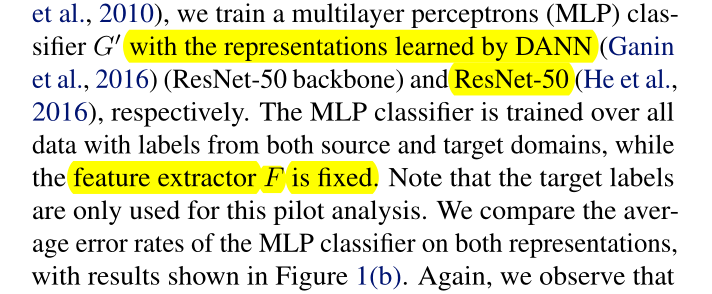 et al., 2010), we train a multilayer perceptrons (MLP) clas-
sifier G′ with the representations learned by DANN (Ganin
et al., 2016) (ResNet-50 backbone) and ResNet-50 (He et al.,
2016), respectively. The MLP classifier is trained over all
data with labels from both source and target domains, while
the feature extractor F is fixed. Note that the target labels
are only used for this pilot analysis. We compare the aver-
age error rates of the MLP classifier on both representations,
with results shown in Figure 1(b). Again, we observe that